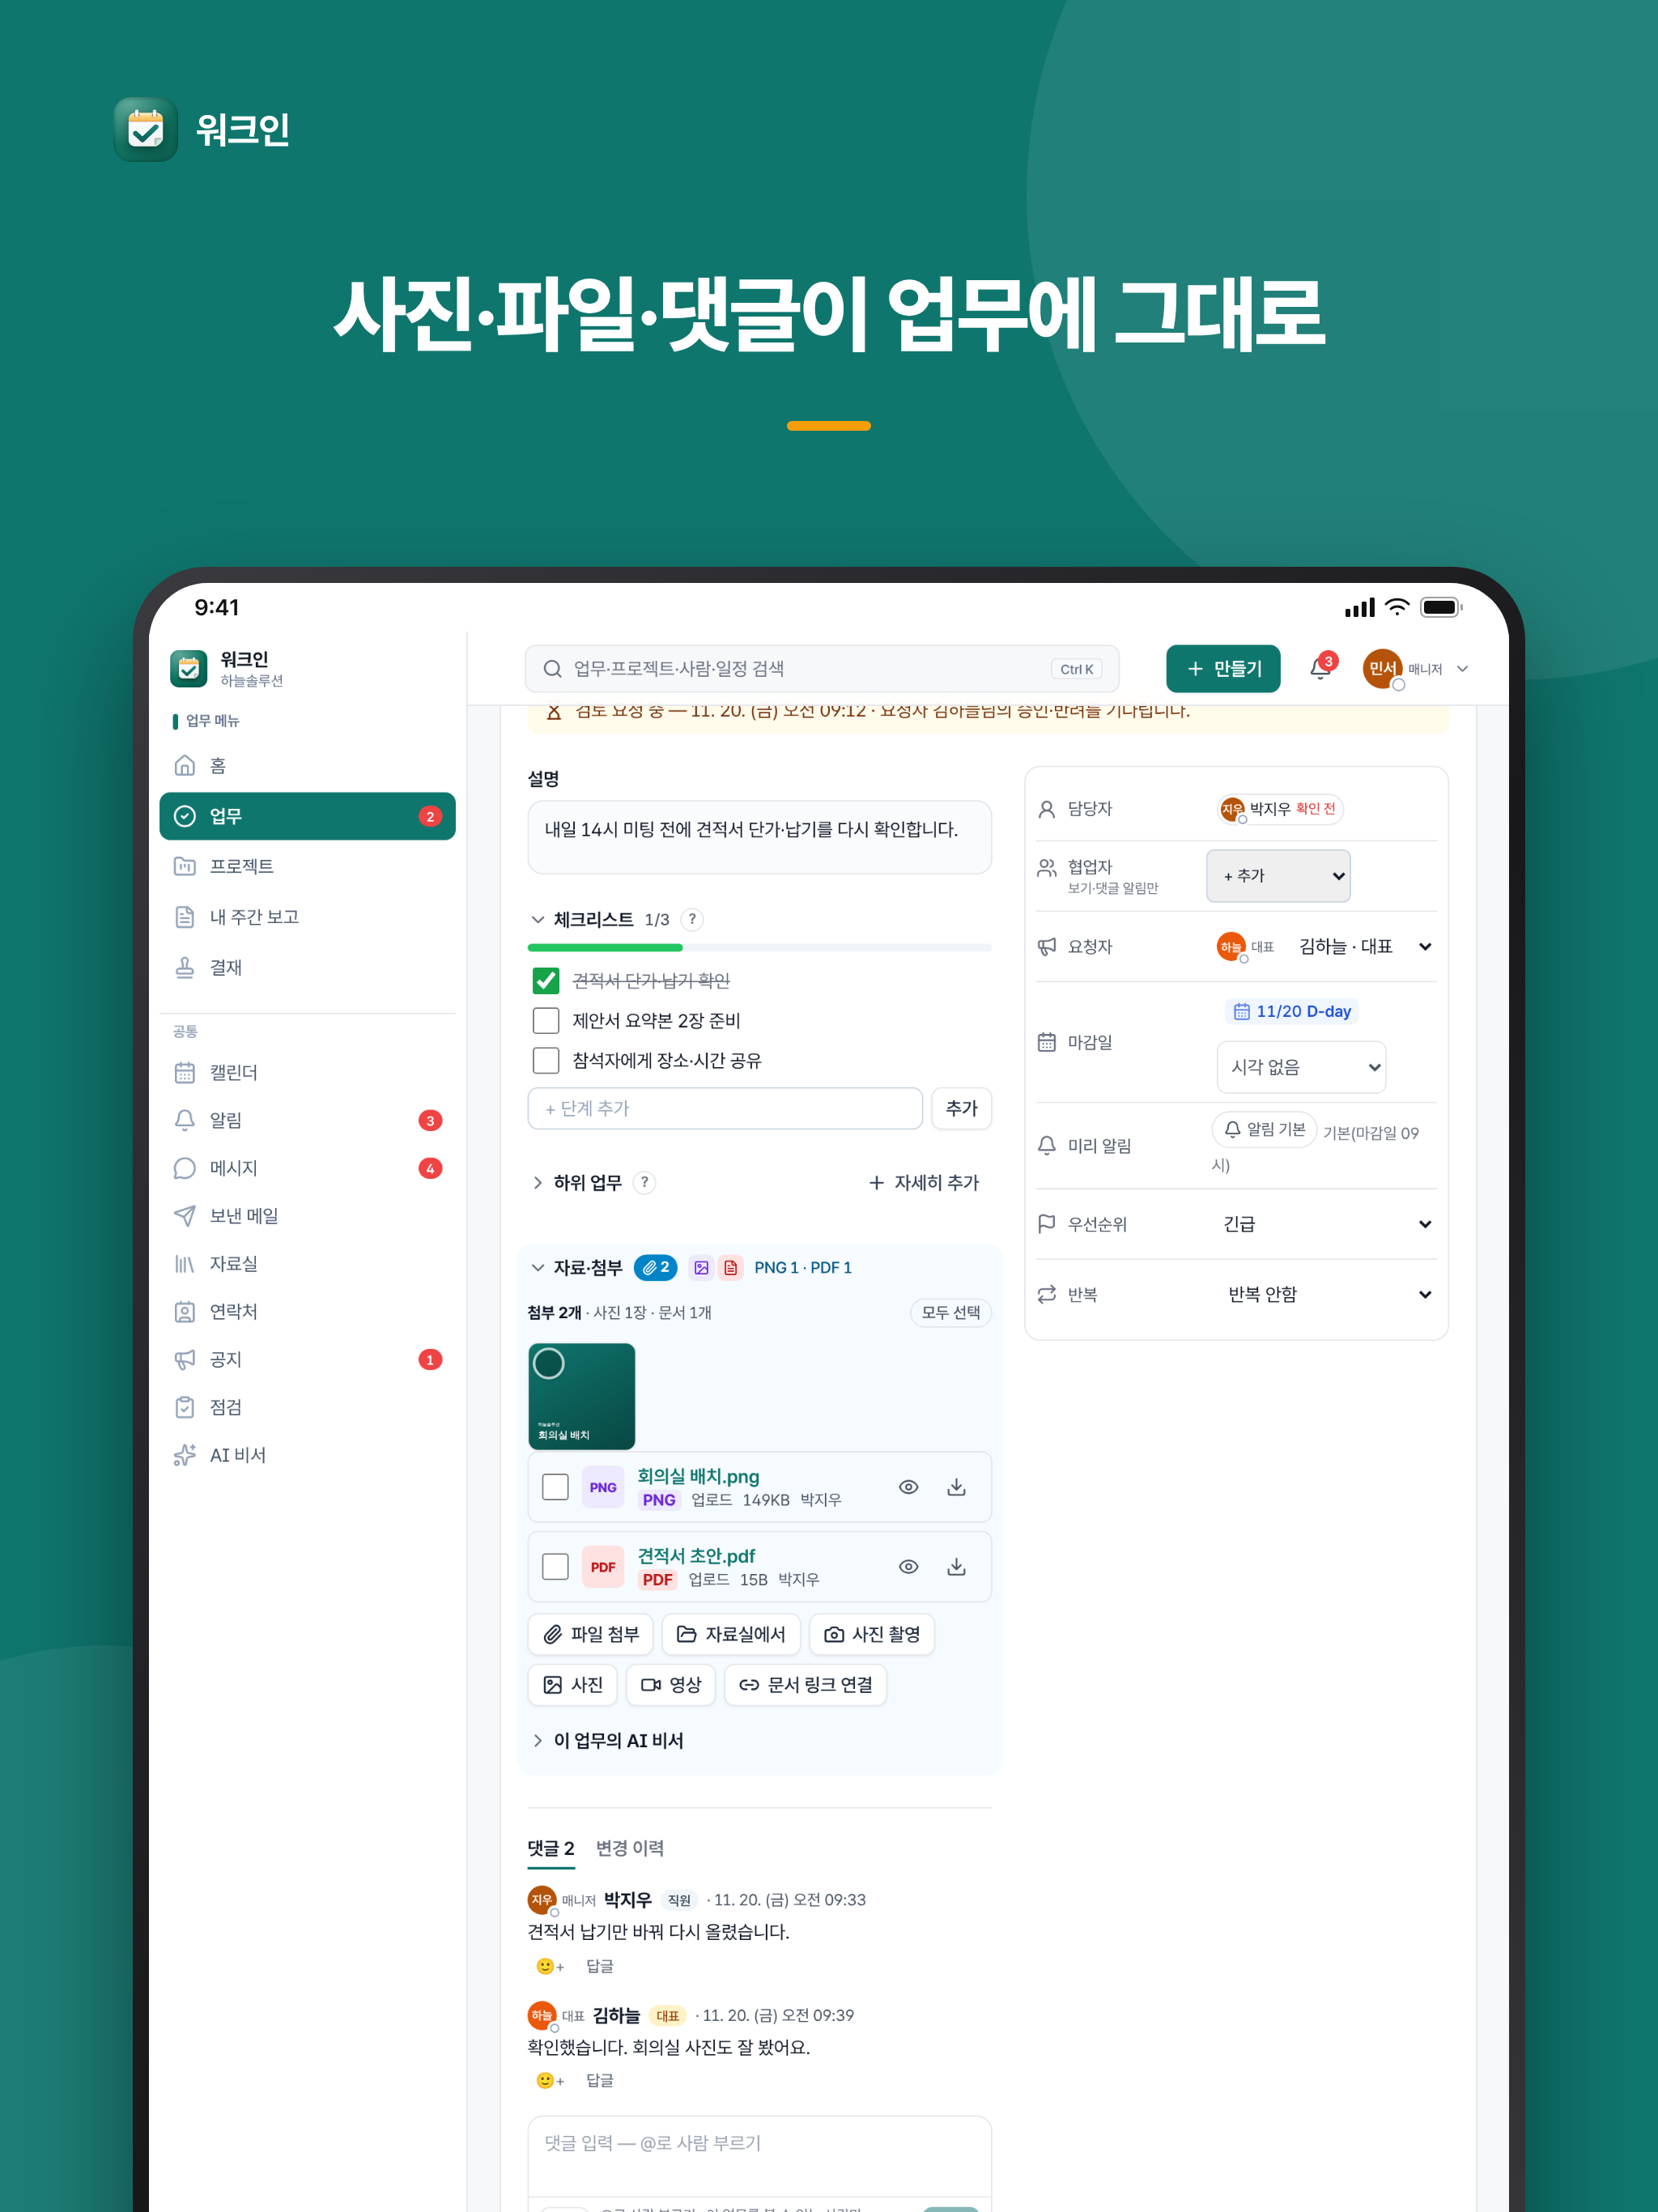 워크인
사진·파일·댓글이 업무에 그대로
9:41
워크인
하늘솔루션
업무 메뉴
홈
업무 2
프로젝트
내 주간 보고
결재
공통
캘린더
알림 3
메시지 4
보낸 메일
자료실
연락처
공지 1
점검
AI 비서
업무·프로젝트·사람·일정 검색 Ctrl K
만들기
3
민서 매니저
검토 요청 중 — 11. 20. (금) 오전 09:12 · 요청자 김하늘님의 승인·반려를 기다립니다.
설명
내일 14시 미팅 전에 견적서 단가·납기를 다시 확인합니다.
체크리스트 1/3 ?
견적서 단가·납기 확인
제안서 요약본 2장 준비
참석자에게 장소·시간 공유
+ 단계 추가 추가
하위 업무 ? + 자세히 추가
자료·첨부 2 PNG 1 · PDF 1
첨부 2개 · 사진 1장 · 문서 1개 모두 선택
하늘솔루션
회의실 배치
PNG 회의실 배치.png
PNG 업로드 149KB 박지우
PDF 견적서 초안.pdf
PDF 업로드 15B 박지우
파일 첨부 자료실에서 사진 촬영
사진 영상 문서 링크 연결
이 업무의 AI 비서
댓글 2 변경 이력
지우 매니저 박지우 직원 · 11. 20. (금) 오전 09:33
견적서 납기만 바꿔 다시 올렸습니다.
+ 답글
하늘 대표 김하늘 대표 · 11. 20. (금) 오전 09:39
확인했습니다. 회의실 사진도 잘 봤어요.
+ 답글
댓글 입력 — @로 사람 부르기
담당자 지우 박지우 확인 전
협업자 + 추가
보기·댓글 알림만
요청자 하늘 대표 김하늘 · 대표
마감일 11/20 D-day
시각 없음
미리 알림 알림 기본 기본(마감일 09
시)
우선순위 긴급
반복 반복 안함